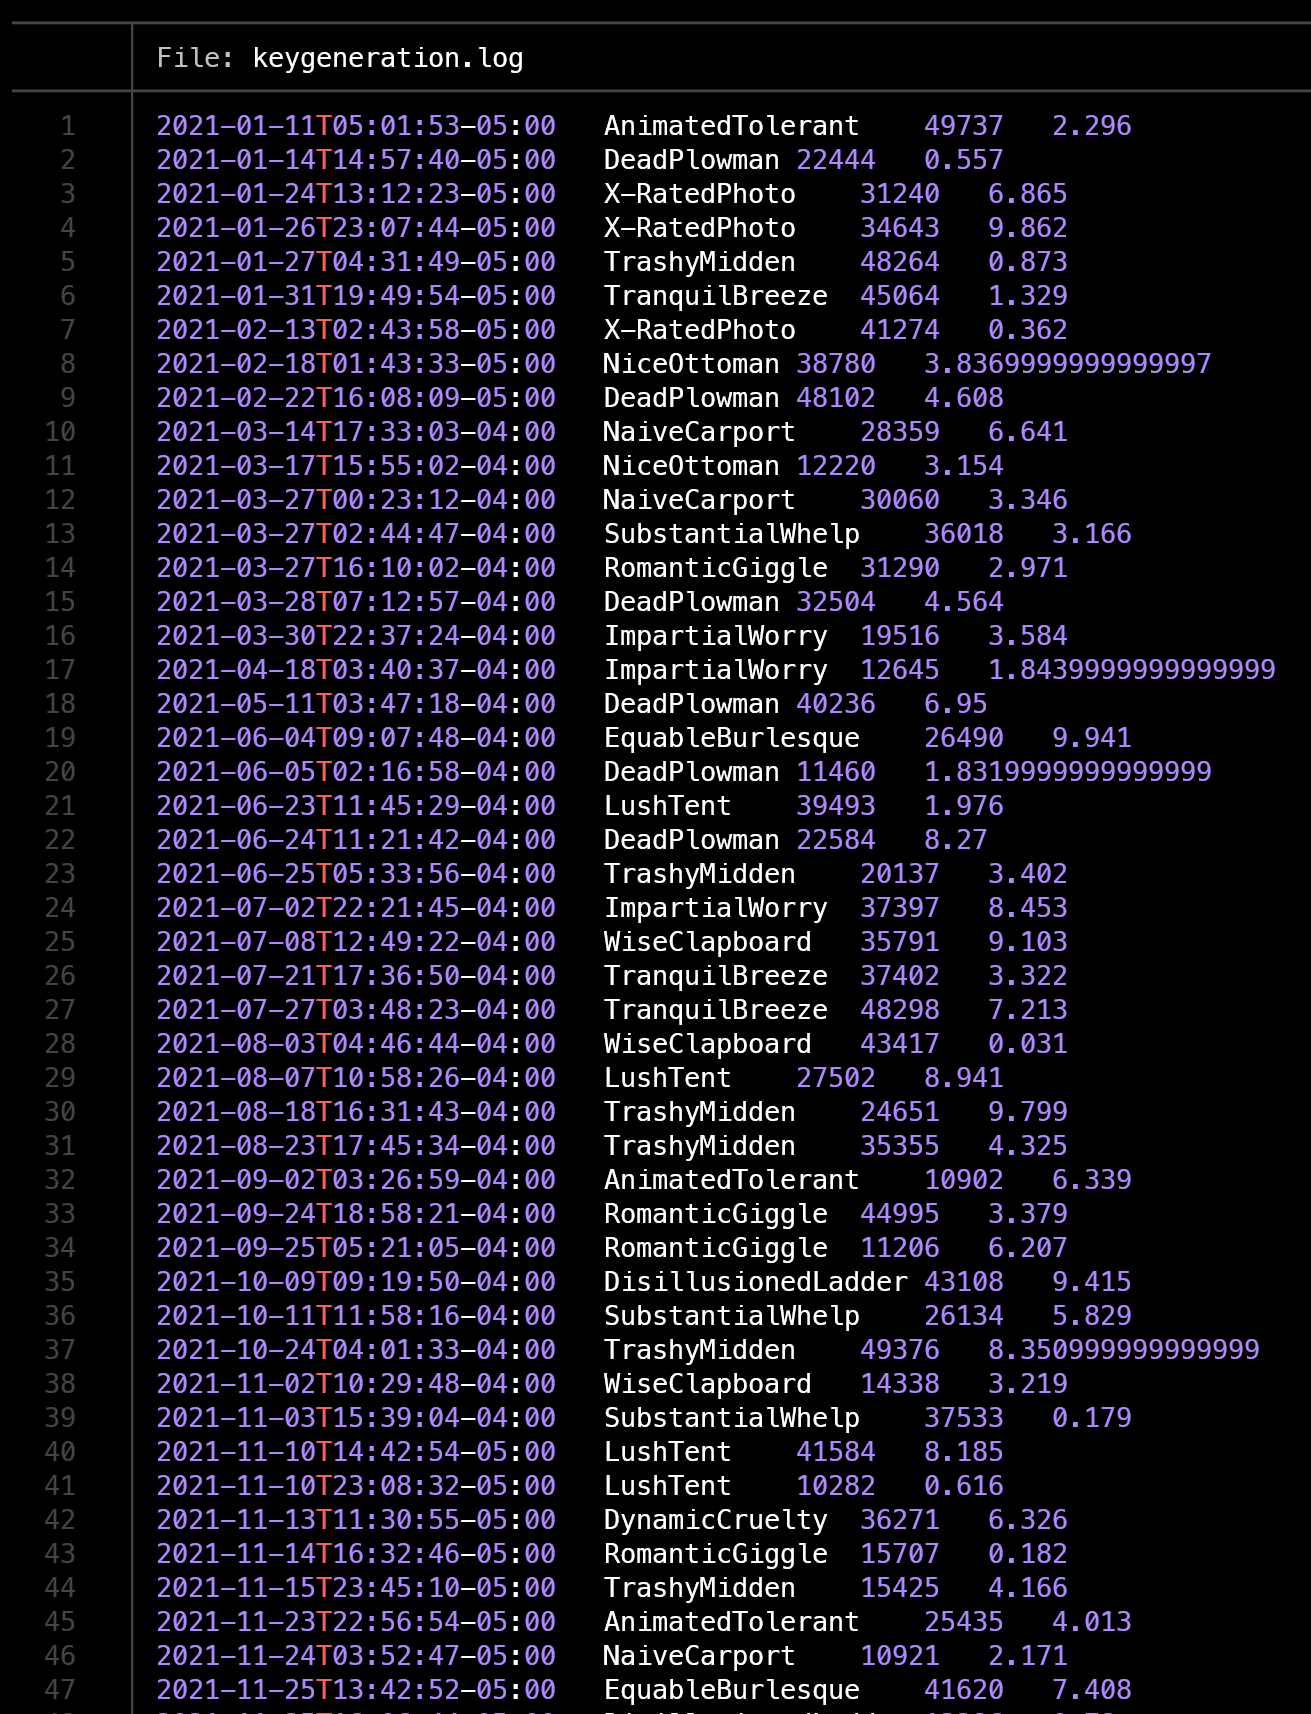 File: keygeneration.log
1 2021-01-11T05:01:53-05:00 AnimatedTolerant 49737 2.296
2 2021-01-14T14:57:40-05:00 DeadPlowman 22444 0.557
3 2021-01-24T13:12:23-05:00 X-RatedPhoto 31240 6.865
4 2021-01-26T23:07:44-05:00 X-RatedPhoto 34643 9.862
5 2021-01-27T04:31:49-05:00 TrashyMidden 48264 0.873
6 2021-01-31T19:49:54-05:00 TranquilBreeze 45064 1.329
7 2021-02-13T02:43:58-05:00 X-RatedPhoto 41274 0.362
8 2021-02-18T01:43:33-05:00 NiceOttoman 38780 3.8369999999999997
9 2021-02-22T16:08:09-05:00 DeadPlowman 48102 4.608
10 2021-03-14T17:33:03-04:00 NaiveCarport 28359 6.641
11 2021-03-17T15:55:02-04:00 NiceOttoman 12220 3.154
12 2021-03-27T00:23:12-04:00 NaiveCarport 30060 3.346
13 2021-03-27T02:44:47-04:00 SubstantialWhelp 36018 3.166
14 2021-03-27T16:10:02-04:00 RomanticGiggle 31290 2.971
15 2021-03-28T07:12:57-04:00 DeadPlowman 32504 4.564
16 2021-03-30T22:37:24-04:00 ImpartialWorry 19516 3.584
17 2021-04-18T03:40:37-04:00 ImpartialWorry 12645 1.8439999999999999
18 2021-05-11T03:47:18-04:00 DeadPlowman 40236 6.95
19 2021-06-04T09:07:48-04:00 EquableBurlesque 26490 9.941
20 2021-06-05T02:16:58-04:00 DeadPlowman 11460 1.8319999999999999
21 2021-06-23T11:45:29-04:00 LushTent 39493 1.976
22 2021-06-24T11:21:42-04:00 DeadPlowman 22584 8.27
23 2021-06-25T05:33:56-04:00 TrashyMidden 20137 3.402
24 2021-07-02T22:21:45-04:00 ImpartialWorry 37397 8.453
25 2021-07-08T12:49:22-04:00 WiseClapboard 35791 9.103
26 2021-07-21T17:36:50-04:00 TranquilBreeze 37402 3.322
27 2021-07-27T03:48:23-04:00 TranquilBreeze 48298 7.213
28 2021-08-03T04:46:44-04:00 WiseClapboard 43417 0.031
29 2021-08-07T10:58:26-04:00 LushTent 27502 8.941
30 2021-08-18T16:31:43-04:00 TrashyMidden 24651 9.799
31 2021-08-23T17:45:34-04:00 TrashyMidden 35355 4.325
32 2021-09-02T03:26:59-04:00 AnimatedTolerant 10902 6.339
33 2021-09-24T18:58:21-04:00 RomanticGiggle 44995 3.379
34 2021-09-25T05:21:05-04:00 RomanticGiggle 11206 6.207
35 2021-10-09T09:19:50-04:00 DisillusionedLadder 43108 9.415
36 2021-10-11T11:58:16-04:00 SubstantialWhelp 26134 5.829
37 2021-10-24T04:01:33-04:00 TrashyMidden 49376 8.350999999999999
38 2021-11-02T10:29:48-04:00 WiseClapboard 14338 3.219
39 2021-11-03T15:39:04-04:00 SubstantialWhelp 37533 0.179
40 2021-11-10T14:42:54-05:00 LushTent 41584 8.185
41 2021-11-10T23:08:32-05:00 LushTent 10282 0.616
42 2021-11-13T11:30:55-05:00 DynamicCruelty 36271 6.326
43 2021-11-14T16:32:46-05:00 RomanticGiggle 15707 0.182
44 2021-11-15T23:45:10-05:00 TrashyMidden 15425 4.166
45 2021-11-23T22:56:54-05:00 AnimatedTolerant 25435 4.013
46 2021-11-24T03:52:47-05:00 NaiveCarport 10921 2.171
47 2021-11-25T13:42:52-05:00 EquableBurlesque 41620 7.408